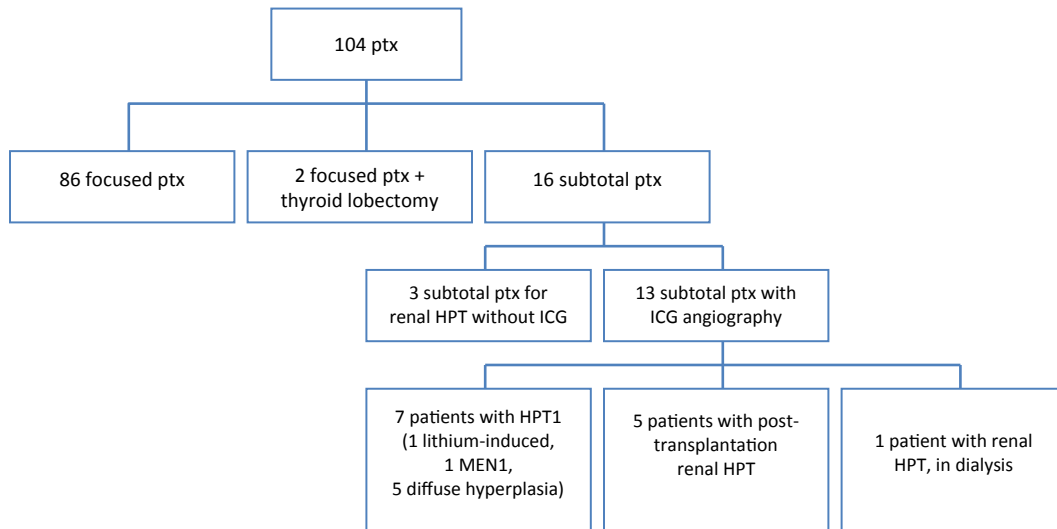 104 ptx
86 focused ptx
2 focused ptx +
thyroid lobectomy
16 subtotal ptx
3 subtotal ptx for
renal HPT without ICG
13 subtotal ptx with
ICG angiography
7 patients with HPT1
(1 lithium-induced,
1 MEN1,
5 diffuse hyperplasia)
5 patients with post-
transplantation
renal HPT
1 patient with renal
HPT, in dialysis